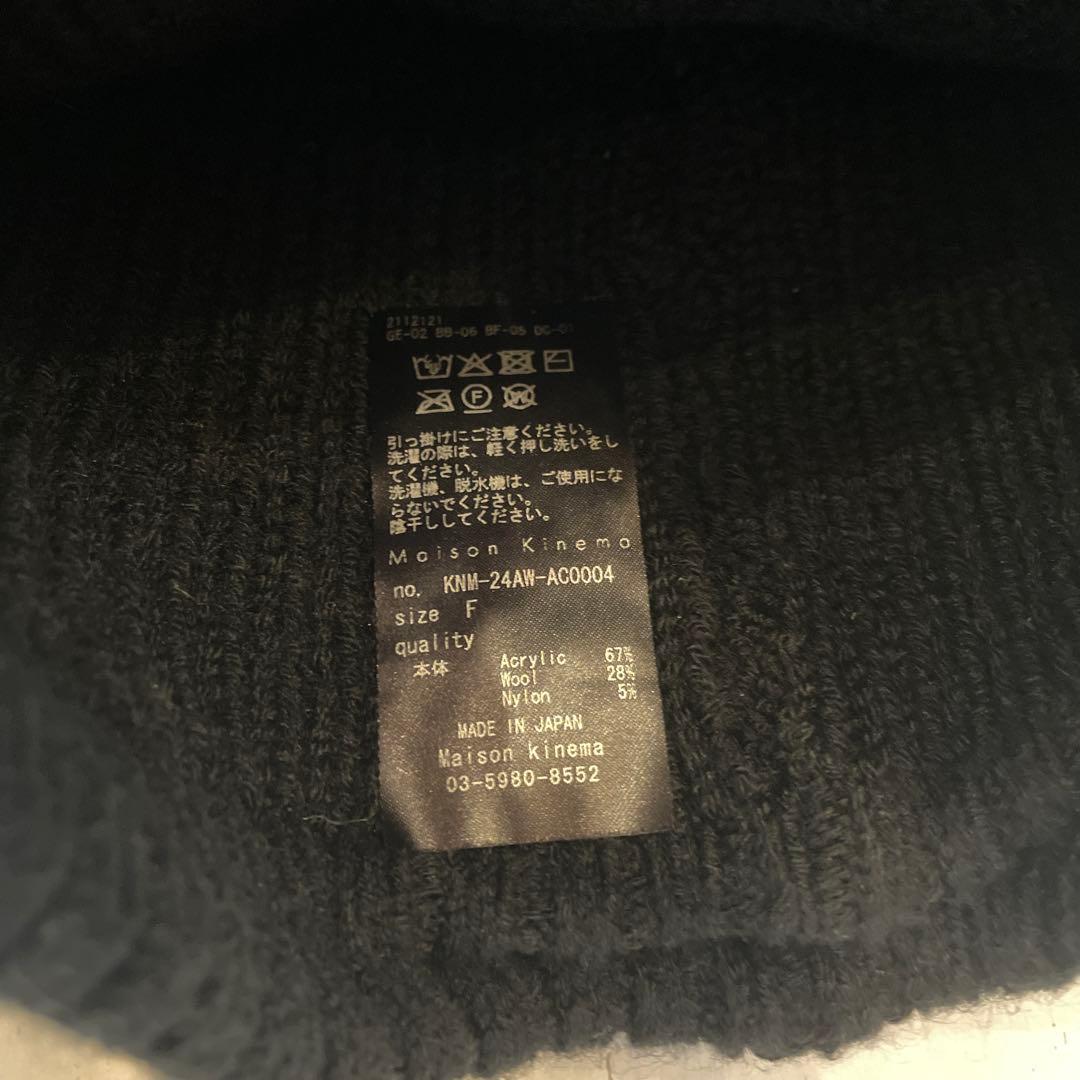 2112121
GE-02 BB-06 BF-05 DC-01
F
W
引っ掛けにご注意ください。
洗濯の際は、軽く押し洗いをし
てください。
洗濯機、脱水機は、ご使用にな
らないでください。
陰干ししてください。
Maison Kinema
no. KNM-24AW-AC0004
size F
quality
本体 Acrylic 67%
Wool 28%
Nylon 5%
MADE IN JAPAN
Maison kinema
03-5980-8552